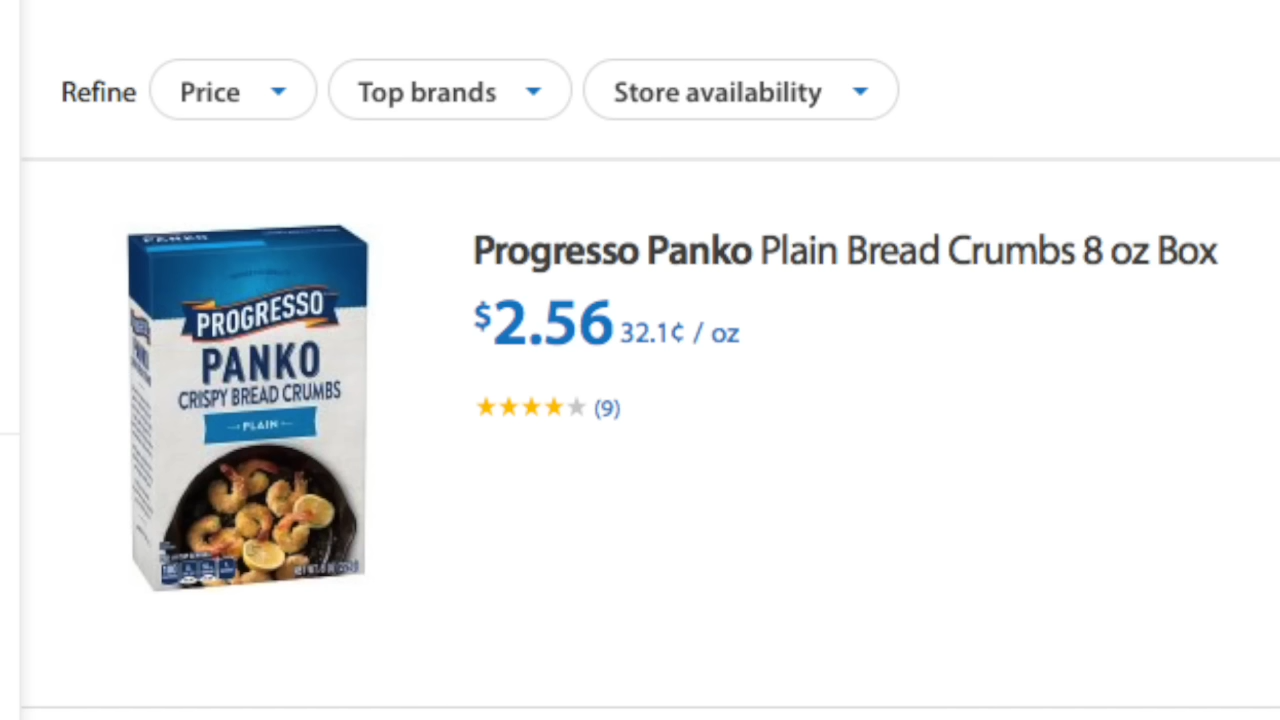 Refine Price Top brands Store availability
Progresso Panko Plain Bread Crumbs 8 oz Box
$2.56 32.1¢ / oz
(9)
PANKO
PROGRESSO
PANKO
CRISPY BREAD CRUMBS
PLAIN